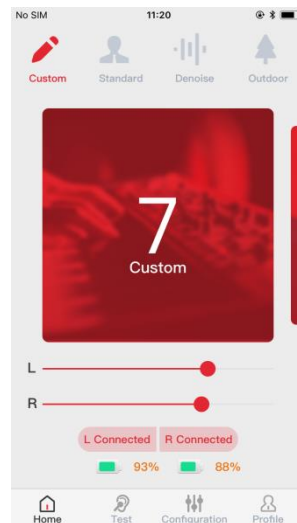 No SIM 11:20
Custom Standard Denoise Outdoor
7
Custom
L
R
L Connected R Connected
93% 88%
Home Test Configuration Profile